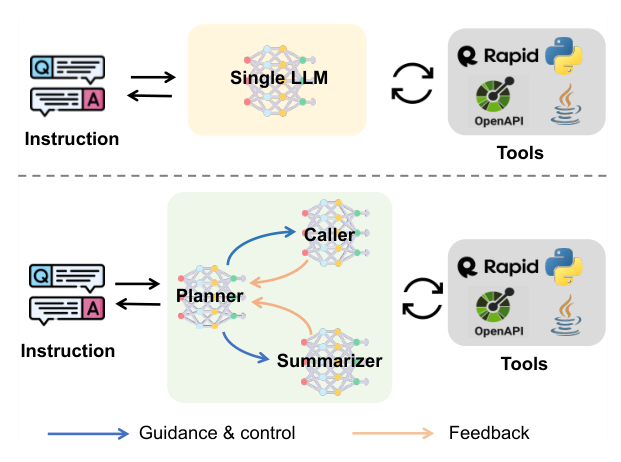 Q
A
Instruction
Single LLM
Rapid
OpenAPI
Tools
Q
A
Instruction
Caller
Planner
Summarizer
Rapid
OpenAPI
Tools
Guidance & control
Feedback